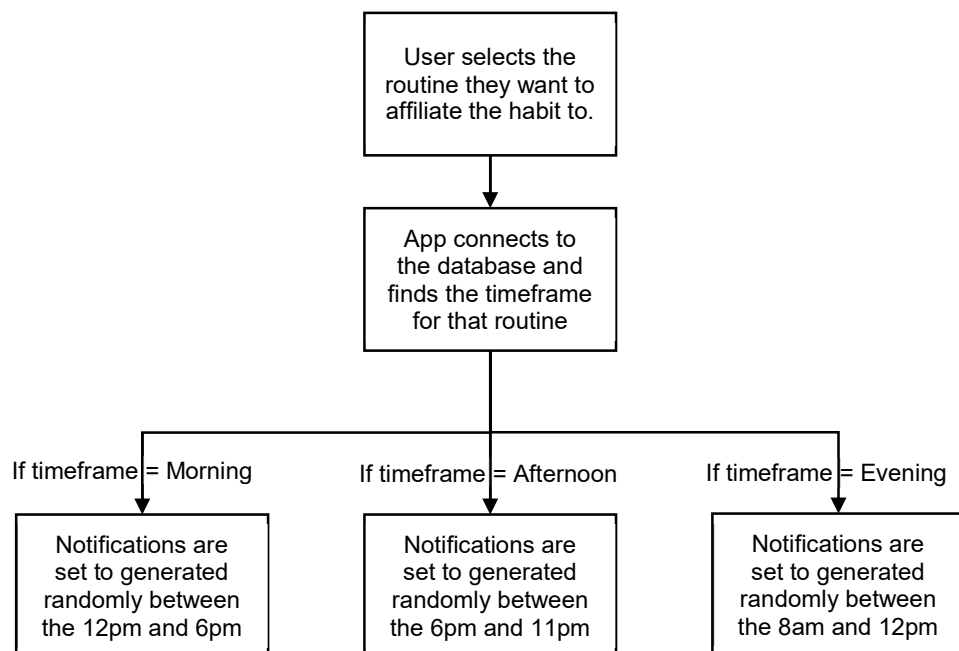 User selects the
routine they want to
affiliate the habit to.
App connects to
the database and
finds the timeframe
for that routine
If timeframe = Morning
If timeframe = Afternoon
If timeframe = Evening
Notifications are
set to generated
randomly between
the 12pm and 6pm
Notifications are
set to generated
randomly between
the 6pm and 11pm
Notifications are
set to generated
randomly between
the 8am and 12pm